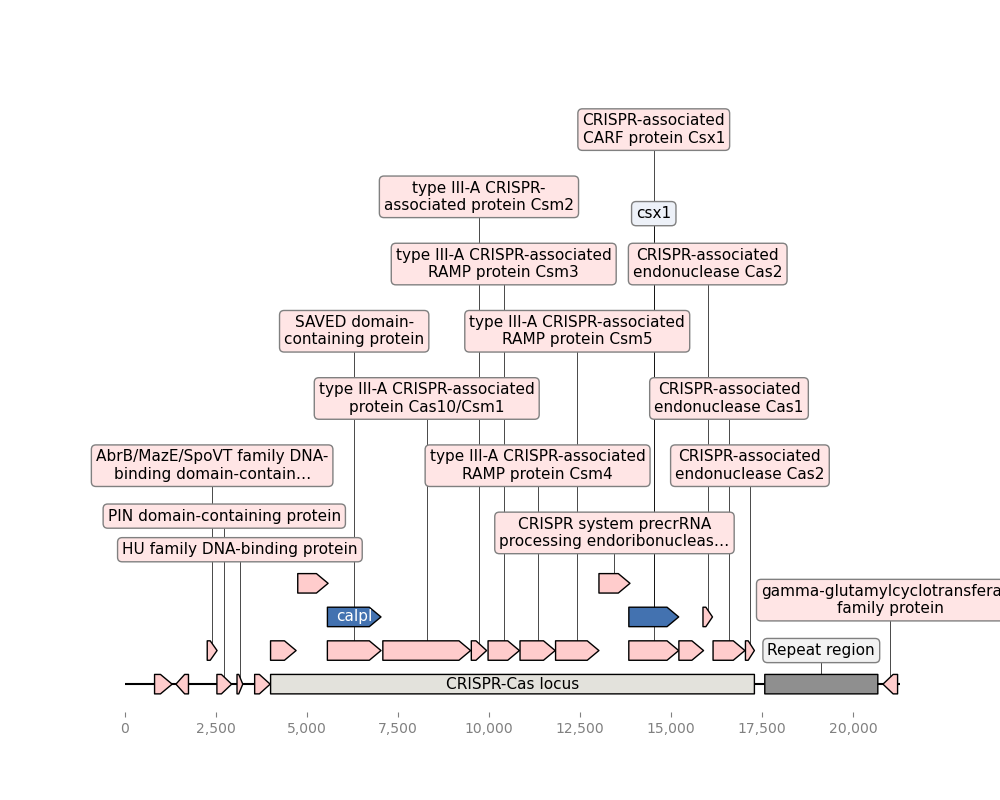 CRISPR-associated
CARF protein Csx1
type III-A CRISPR-
associated protein Csm2
csx1
type III-A CRISPR-associated
RAMP protein Csm3
CRISPR-associated
endonuclease Cas2
SAVED domain-
containing protein
type III-A CRISPR-associated
RAMP protein Csm5
type III-A CRISPR-associated
protein Cas10/Csm1
CRISPR-associated
endonuclease Cas1
AbrB/MazE/SpoVT family DNA-
binding domain-contain…
type III-A CRISPR-associated
RAMP protein Csm4
CRISPR-associated
endonuclease Cas2
PIN domain-containing protein
CRISPR system precrRNA
processing endoribonucleas…
HU family DNA-binding protein
gamma-glutamylcyclotransfera
family protein
calpl
Repeat region
CRISPR-Cas locus
0 2,500 5,000 7,500 10,000 12,500 15,000 17,500 20,000